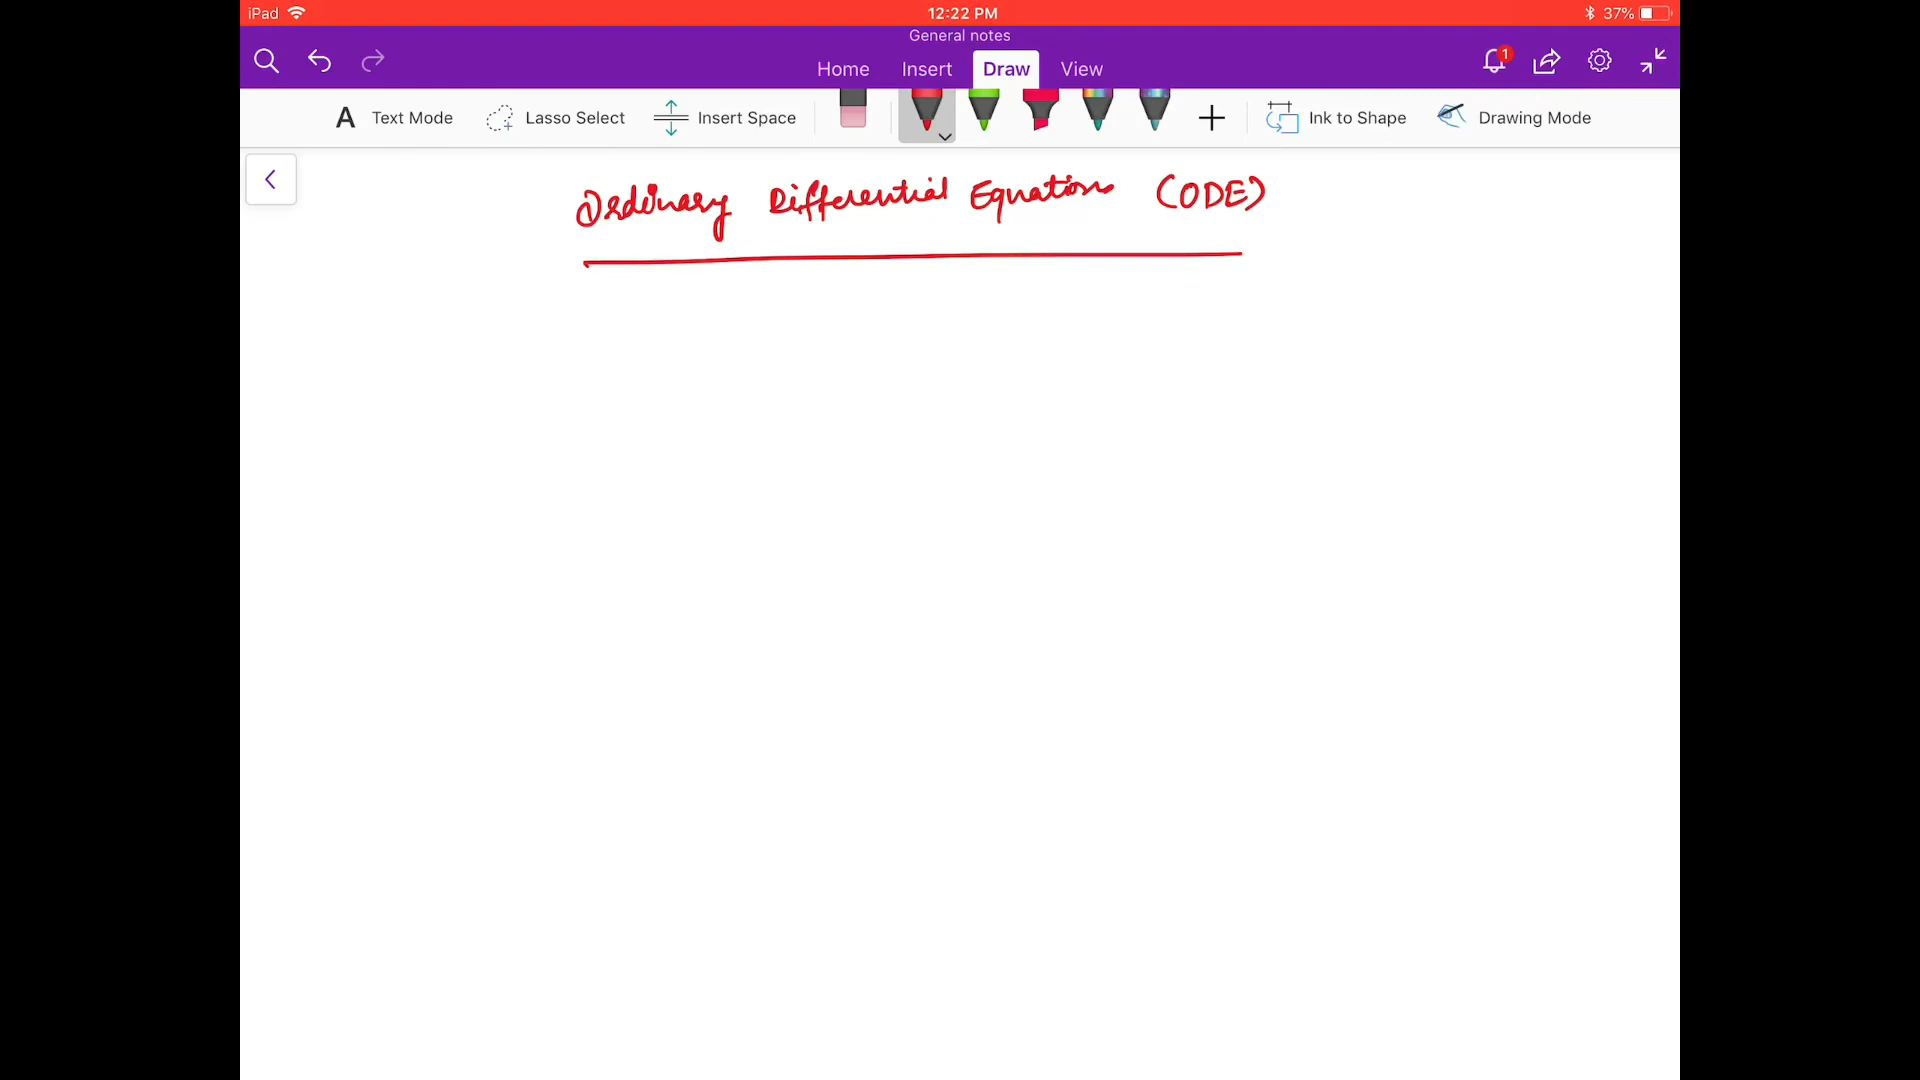 iPad 12:22 PM 37%
General notes
Home Insert Draw View 1
A Text Mode Lasso Select Insert Space Ink to Shape Drawing Mode
Ordinary Differential Equations (ODE)